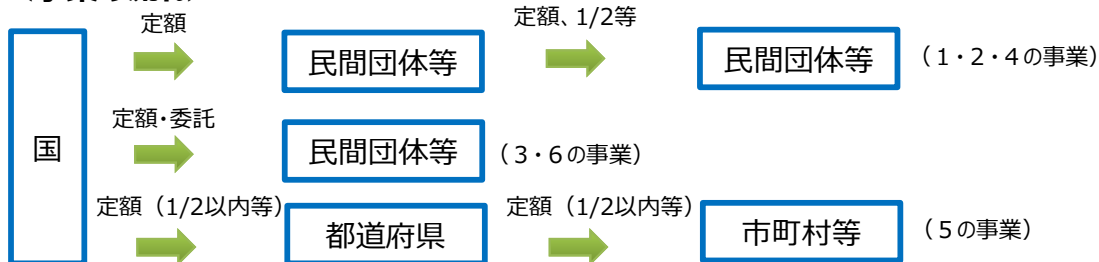 定額
定額、1/2等
民間団体等
民間団体等
（１・２・４の事業）
定額・委託
国
民間団体等
（３・６の事業）
定額（1/2以内等）
定額（1/2以内等）
都道府県
市町村等
（５の事業）